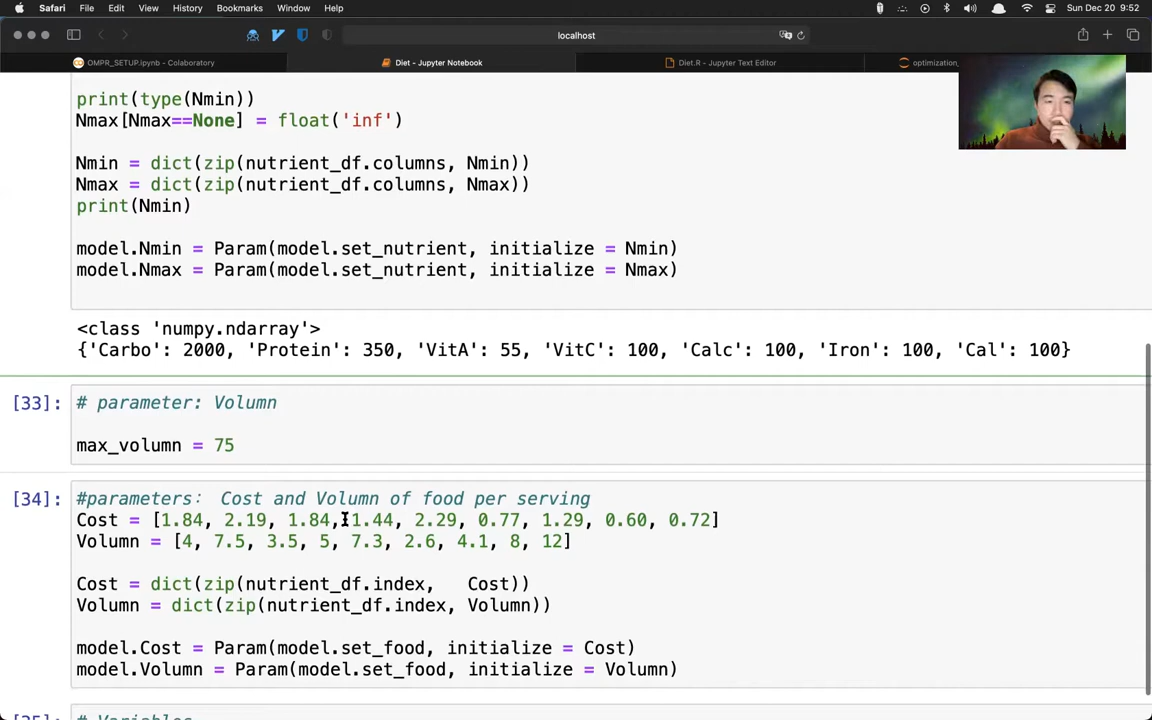 Safari File Edit View History Bookmarks Window Help Sun Dec 20 9:52
localhost
OMPR_SETUP.ipynb - Colaboratory Diet - Jupyter Notebook Diet.R - Jupyter Text Editor optimization,
print(type(Nmin))
Nmax[Nmax==None] = float('inf')
Nmin = dict(zip(nutrient_df.columns, Nmin))
Nmax = dict(zip(nutrient_df.columns, Nmax))
print(Nmin)
model.Nmin = Param(model.set_nutrient, initialize = Nmin)
model.Nmax = Param(model.set_nutrient, initialize = Nmax)
<class 'numpy.ndarray'>
{'Carbo': 2000, 'Protein': 350, 'VitA': 55, 'VitC': 100, 'Calc': 100, 'Iron': 100, 'Cal': 100}
[33]: # parameter: Volumn
max_volumn = 75
[34]: #parameters: Cost and Volumn of food per serving
Cost = [1.84, 2.19, 1.84, 1.44, 2.29, 0.77, 1.29, 0.60, 0.72]
Volumn = [4, 7.5, 3.5, 5, 7.3, 2.6, 4.1, 8, 12]
Cost = dict(zip(nutrient_df.index, Cost))
Volumn = dict(zip(nutrient_df.index, Volumn))
model.Cost = Param(model.set_food, initialize = Cost)
model.Volumn = Param(model.set_food, initialize = Volumn)
[35]: # Variables